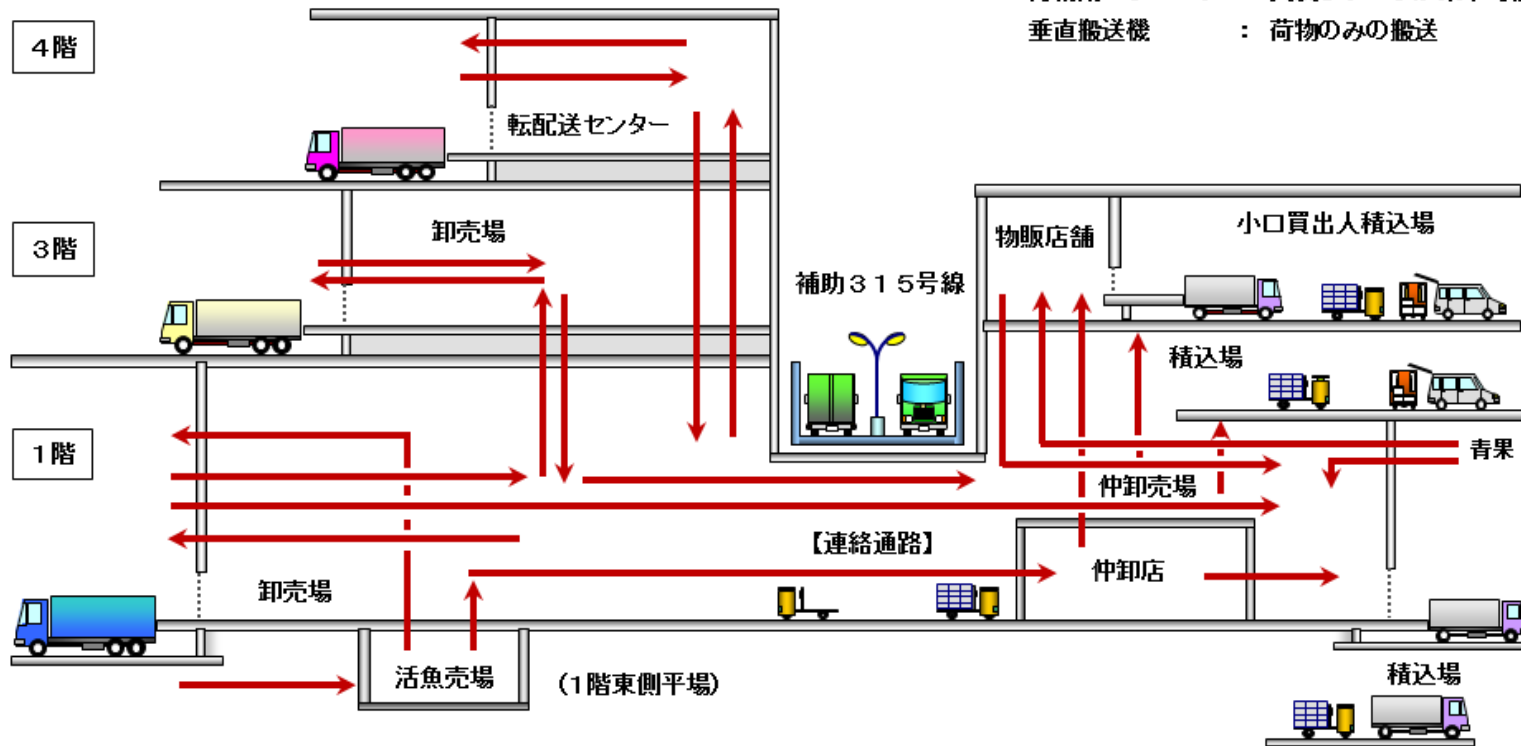 垂直搬送機　　：　荷物のみの搬送
４階
転配送センター
３階
卸売場
物販店舗
小口買出人積込場
補助３１５号線
積込場
１階
青果
仲卸売場
【連絡通路】
仲卸店
卸売場
活魚売場
（１階東側平場）
積込場